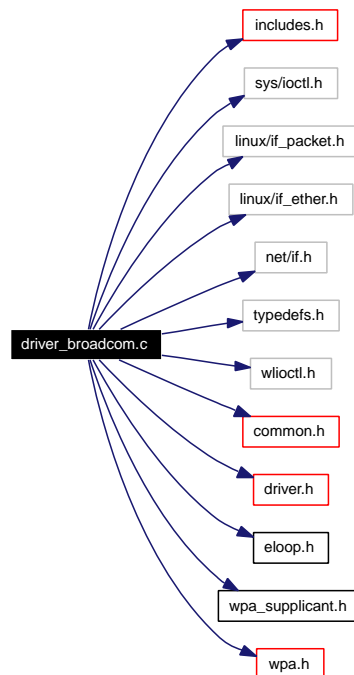 includes.h
sys/ioctl.h
linux/if_packet.h
linux/if_ether.h
net/if.h
driver_broadcom.c
typedefs.h
wlioctl.h
common.h
driver.h
eloop.h
wpa_supplicant.h
wpa.h